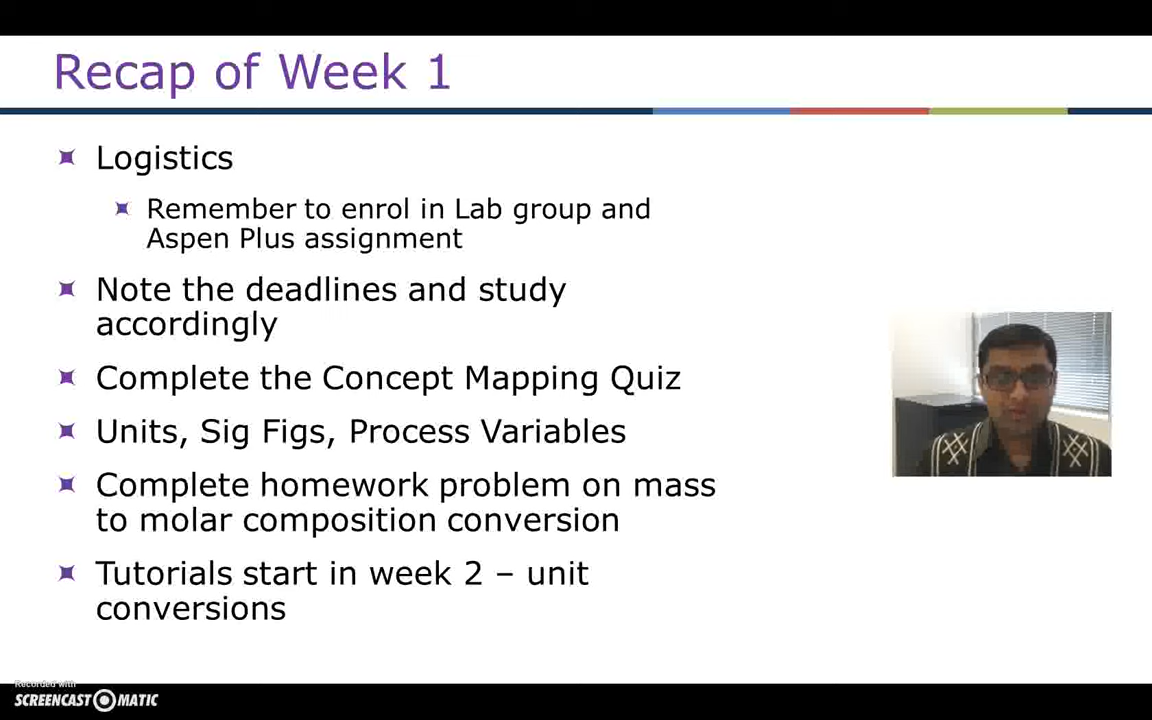 Recap of Week 1
Logistics
Remember to enrol in Lab group and
Aspen Plus assignment
Note the deadlines and study
accordingly
Complete the Concept Mapping Quiz
Units, Sig Figs, Process Variables
Complete homework problem on mass
to molar composition conversion
Tutorials start in week 2 – unit
conversions
Recorded with
SCREENCAST MATIC